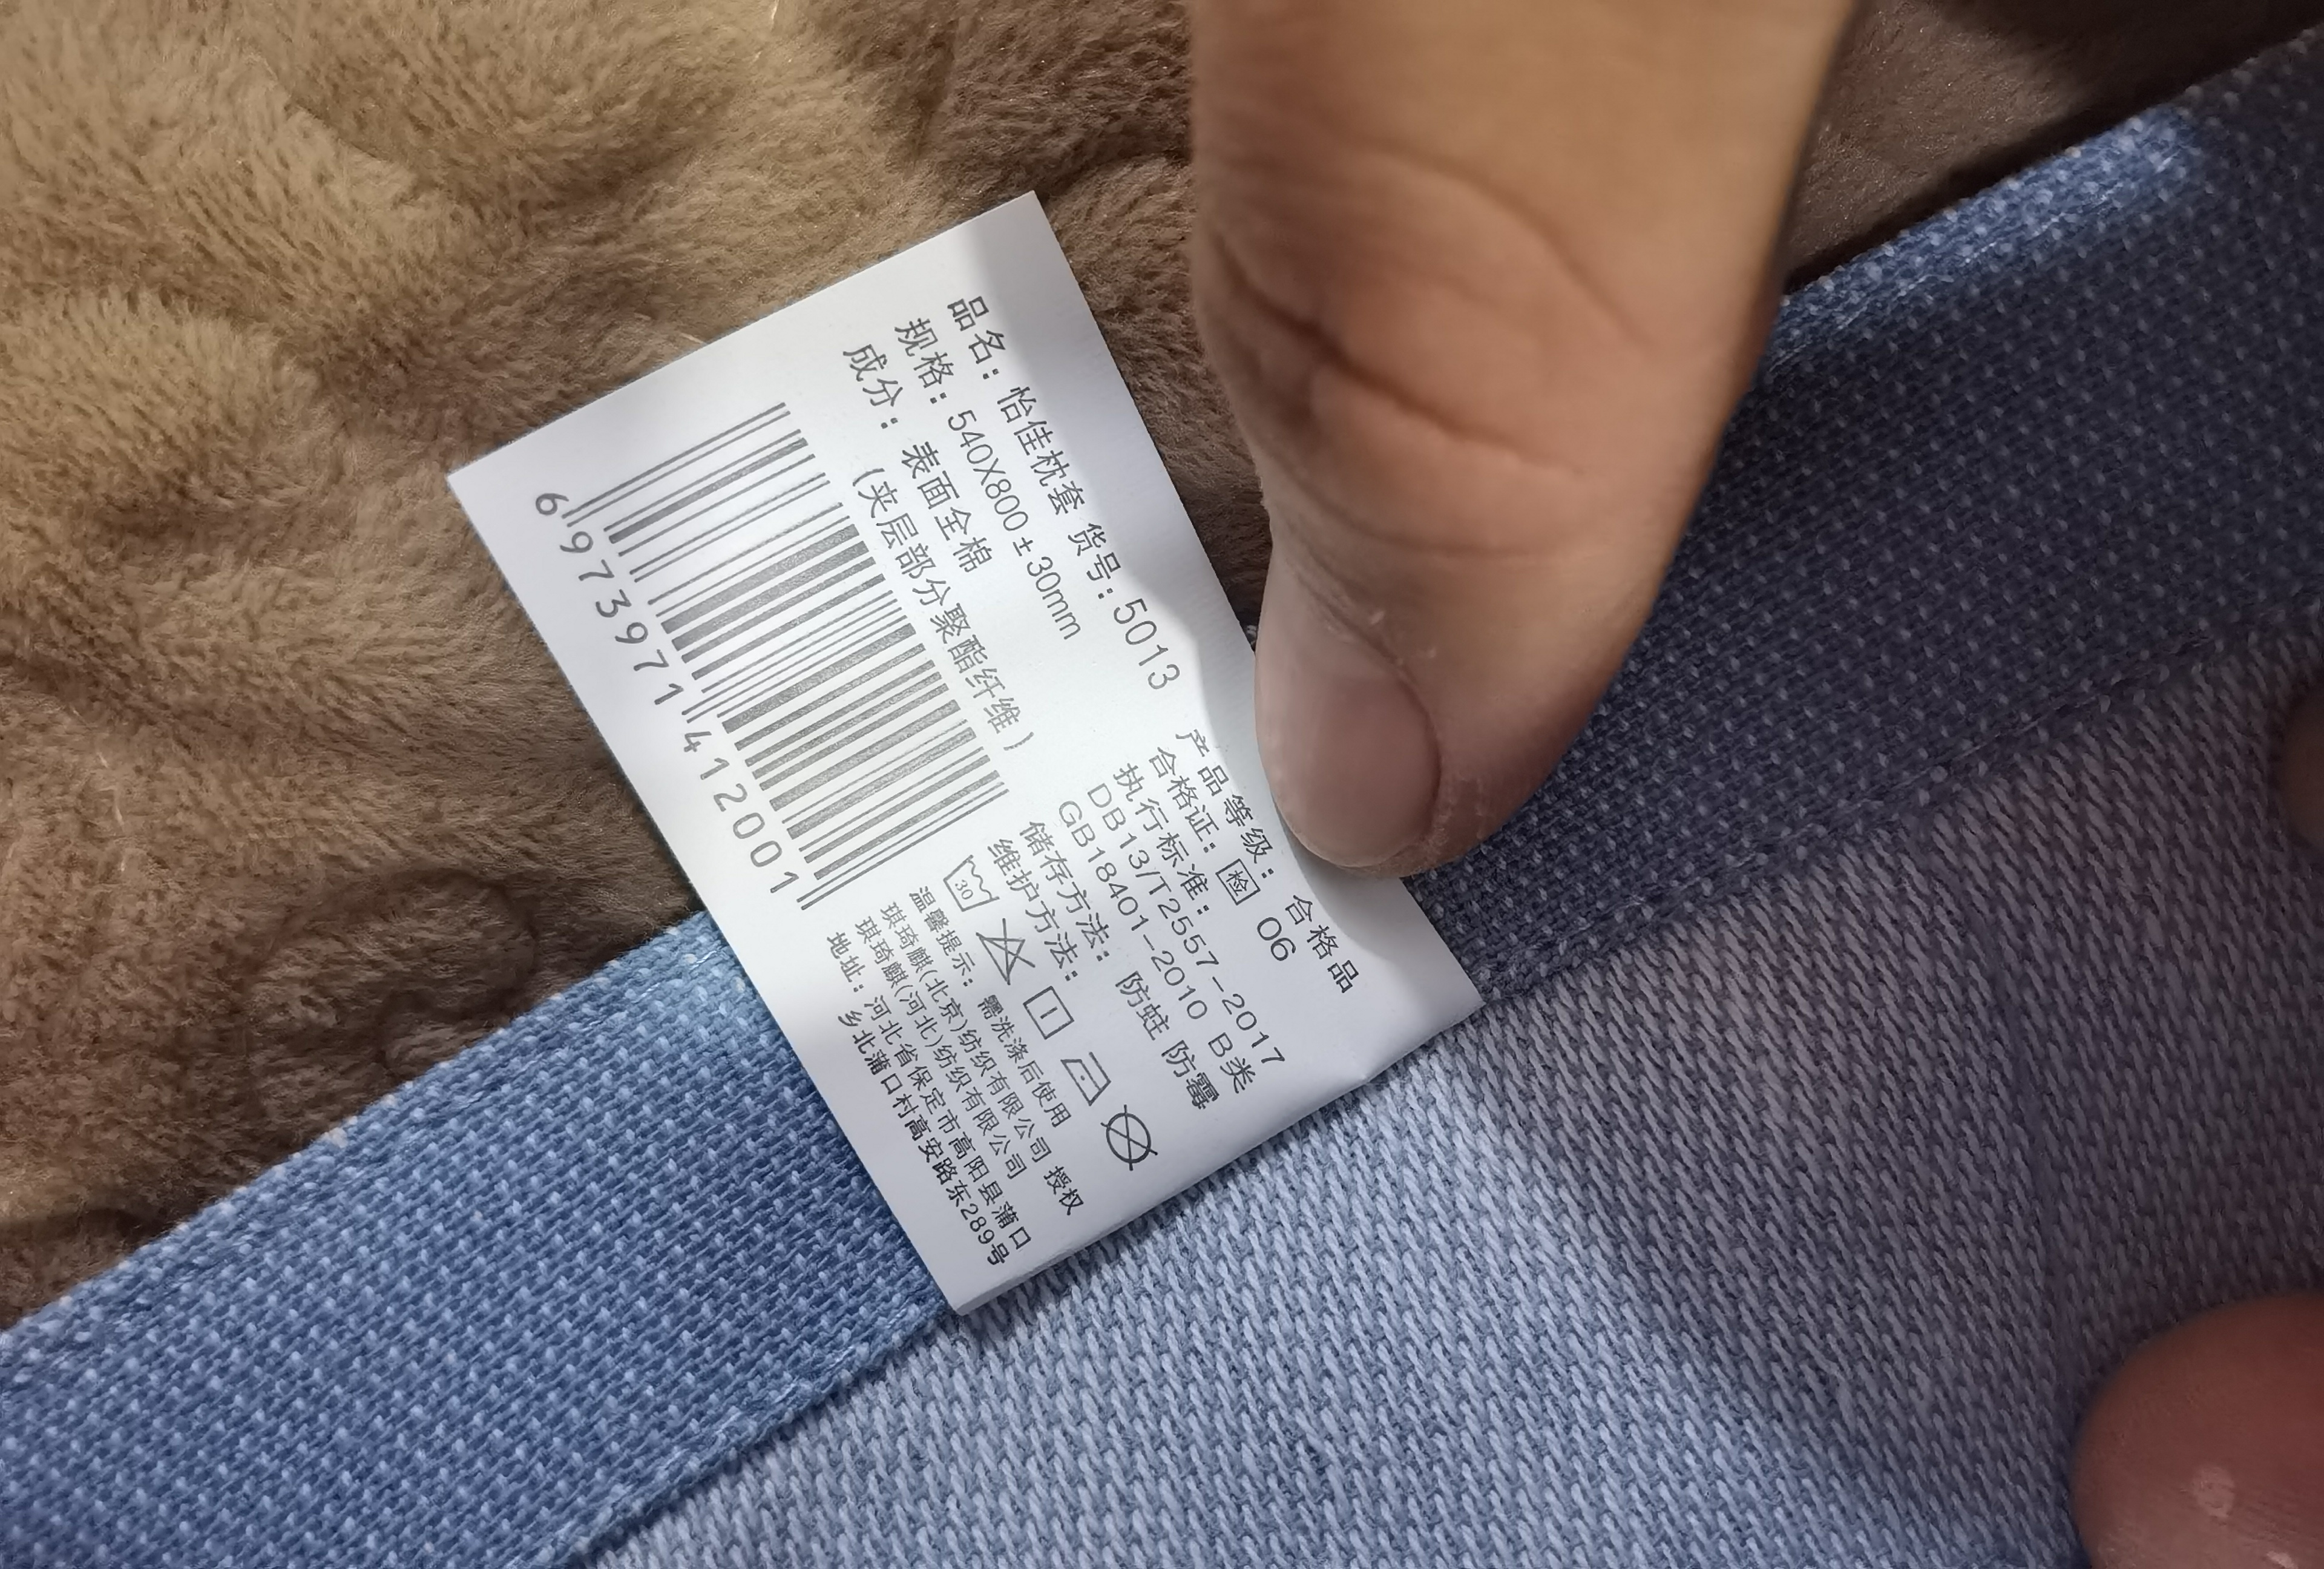 品名：怡佳枕套 货号：5013
规格：540X800±30mm
成分：表面全棉
（夹层部分聚酯纤维）
6 973971 412001
产品等级：合格品
合格证：检 06
执行标准：
DB13/T2557-2017
GB18401-2010 B类
储存方法：防蛀 防霉
维护方法：
30
温馨提示：需洗涤后使用
琪琦麒(北京)纺织有限公司 授权
琪琦麒(河北)纺织有限公司
地址：河北省保定市高阳县蒲口
乡北蒲口村高安路东289号